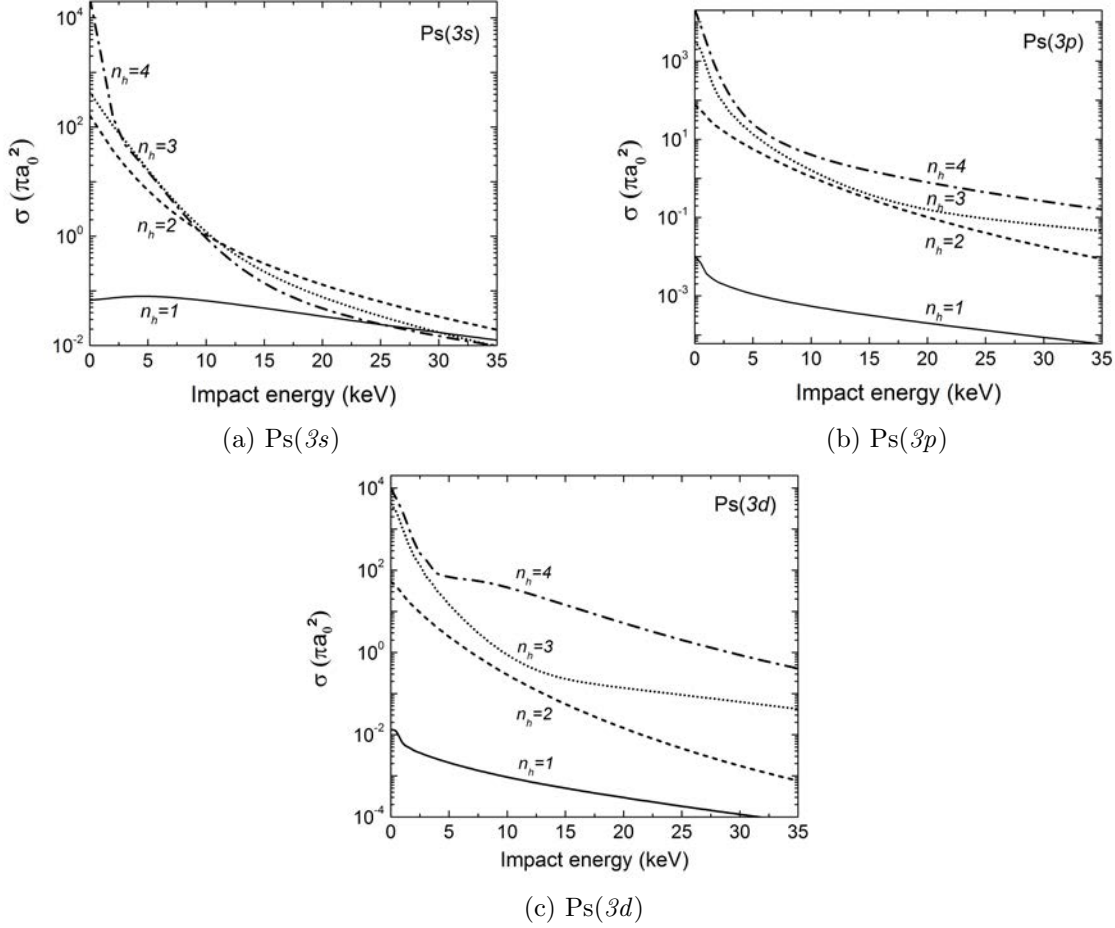 Ps(3s)
n_h=4
n_h=3
n_h=2
n_h=1
10^4
10^2
10^0
10^-2
σ (πa_0^2)
0 5 10 15 20 25 30 35
Impact energy (keV)
(a) Ps(3s)
Ps(3p)
n_h=4
n_h=3
n_h=2
n_h=1
10^3
10^1
10^-1
10^-3
σ (πa_0^2)
0 5 10 15 20 25 30 35
Impact energy (keV)
(b) Ps(3p)
Ps(3d)
n_h=4
n_h=3
n_h=2
n_h=1
10^4
10^2
10^0
10^-2
10^-4
σ (πa_0^2)
0 5 10 15 20 25 30 35
Impact energy (keV)
(c) Ps(3d)